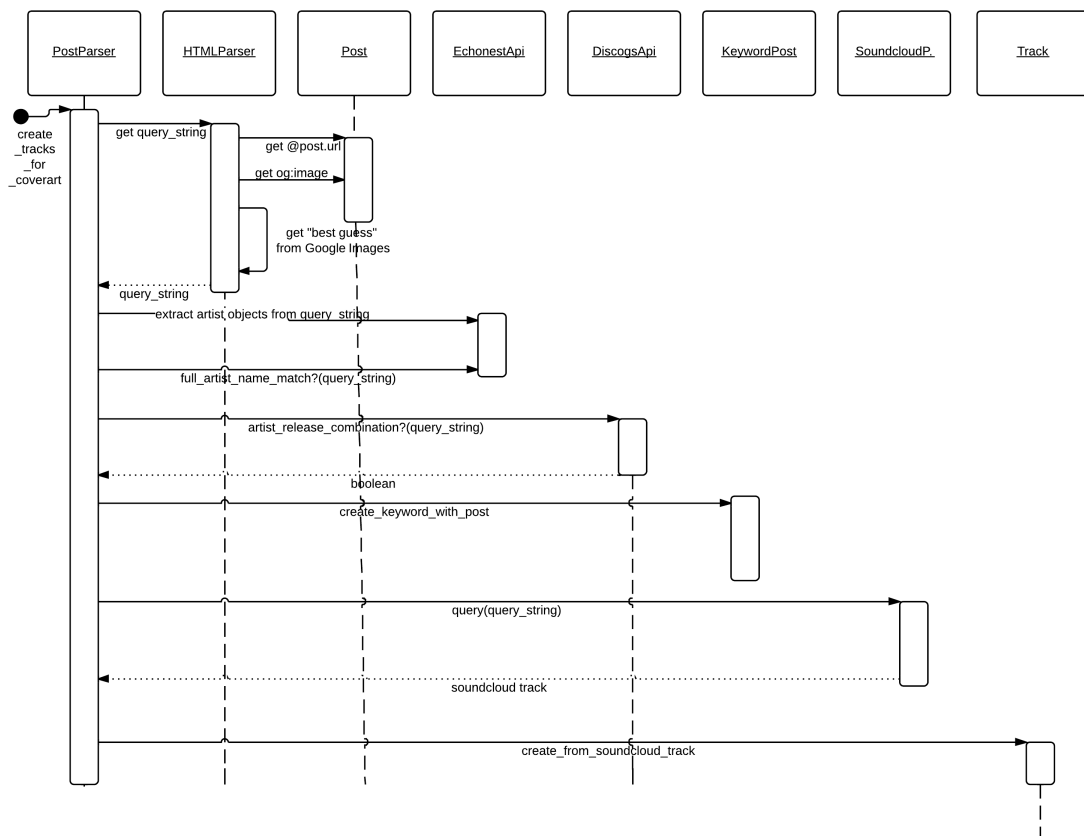 PostParser
HTMLParser
Post
EchonestApi
DiscogsApi
KeywordPost
SoundcloudP.
Track
create
_tracks
_for
_coverart
get query_string
get @post.url
get og:image
get "best guess"
from Google Images
query_string
extract artist objects from query_string
full_artist_name_match?(query_string)
artist_release_combination?(query_string)
boolean
create_keyword_with_post
query(query_string)
soundcloud track
create_from_soundcloud_track